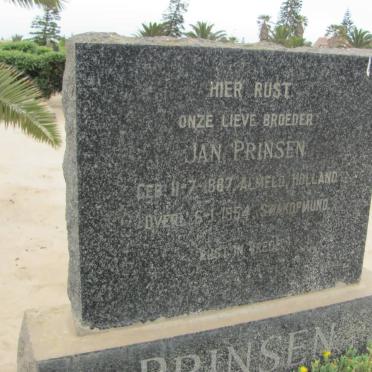 HIER RUST
ONZE LIEVE BROEDER
JAN PRINSEN
GEB. 11-7-1887 ALMELO, HOLLAND
OVERL. 5-1-1954, SWAKOPMUND.
RUST IN VREDE
PRINSEN